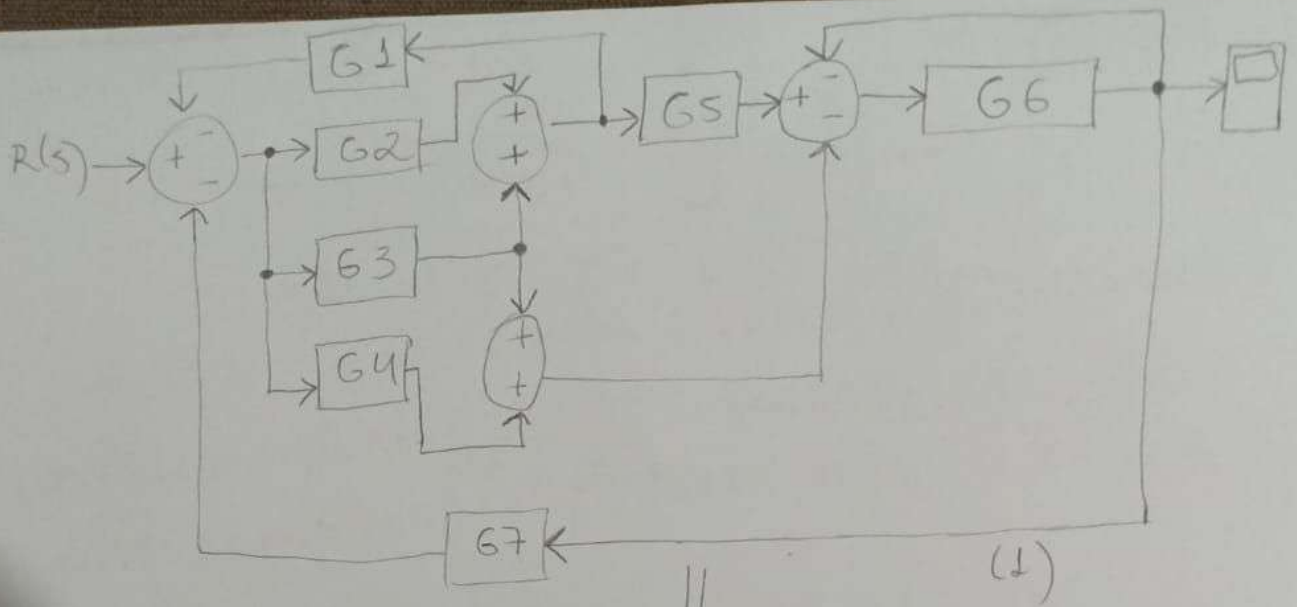 G1
R(s)
+ - -
G2
+ +
G5
+ - -
G6
G3
G4
+ +
G7
(1)